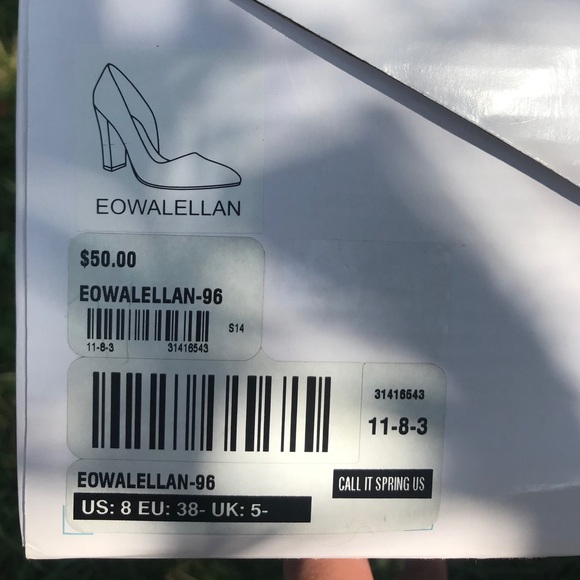 EOWALELLAN
$50.00
EOWALELLAN-96
S14
11-8-3 31416543
31416543
11-8-3
EOWALELLAN-96
CALL IT SPRING US
US: 8 EU: 38- UK: 5-